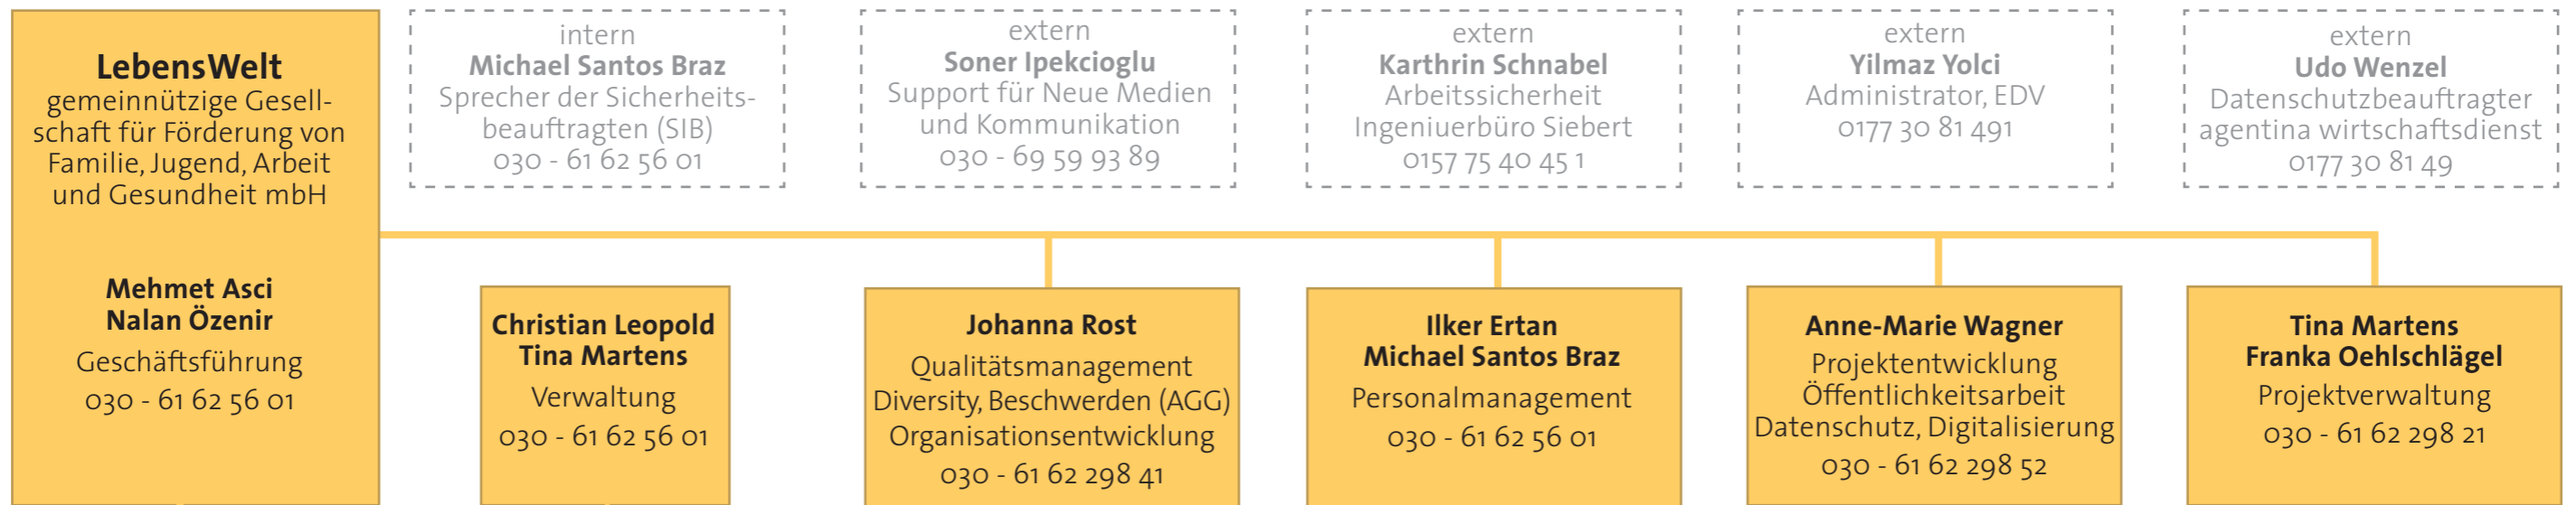 LebensWelt
gemeinnützige Gesell-
schaft für Förderung von
Familie, Jugend, Arbeit
und Gesundheit mbH
Mehmet Asci
Nalan Özenir
Geschäftsführung
030 - 61 62 56 01
intern
Michael Santos Braz
Sprecher der Sicherheits-
beauftragten (SIB)
030 - 61 62 56 01
extern
Soner Ipekcioglu
Support für Neue Medien
und Kommunikation
030 - 69 59 93 89
extern
Karthrin Schnabel
Arbeitssicherheit
Ingeniuerbüro Siebert
0157 75 40 45 1
extern
Yilmaz Yolci
Administrator, EDV
0177 30 81 491
extern
Udo Wenzel
Datenschutzbeauftragter
agentina wirtschaftsdienst
0177 30 81 49
Christian Leopold
Tina Martens
Verwaltung
030 - 61 62 56 01
Johanna Rost
Qualitätsmanagement
Diversity, Beschwerden (AGG)
Organisationsentwicklung
030 - 61 62 298 41
Ilker Ertan
Michael Santos Braz
Personalmanagement
030 - 61 62 56 01
Anne-Marie Wagner
Projektentwicklung
Öffentlichkeitsarbeit
Datenschutz, Digitalisierung
030 - 61 62 298 52
Tina Martens
Franka Oehlschlägel
Projektverwaltung
030 - 61 62 298 21